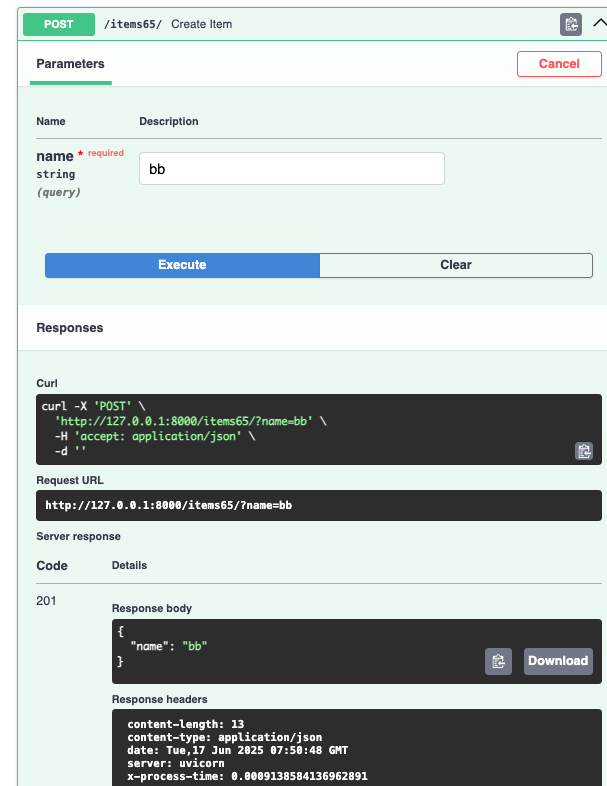 POST /items65/ Create Item
Parameters
Cancel
Name Description
name * required
string
(query)
bb
Execute Clear
Responses
Curl
curl -X 'POST' \
  'http://127.0.0.1:8000/items65/?name=bb' \
  -H 'accept: application/json' \
  -d ''
Request URL
http://127.0.0.1:8000/items65/?name=bb
Server response
Code Details
201
Response body
{
  "name": "bb"
}
Download
Response headers
content-length: 13
content-type: application/json
date: Tue,17 Jun 2025 07:50:48 GMT
server: uvicorn
x-process-time: 0.0009138584136962891